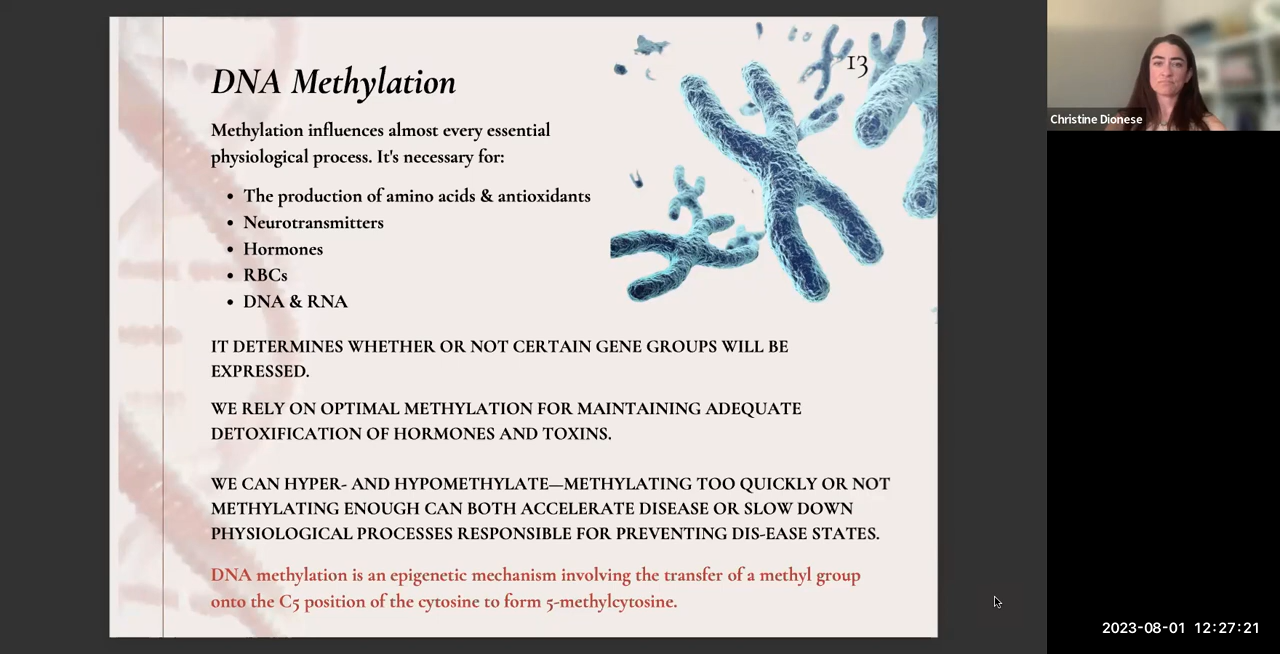 13
DNA Methylation
Methylation influences almost every essential
physiological process. It's necessary for:
• The production of amino acids & antioxidants
• Neurotransmitters
• Hormones
• RBCs
• DNA & RNA
IT DETERMINES WHETHER OR NOT CERTAIN GENE GROUPS WILL BE
EXPRESSED.
WE RELY ON OPTIMAL METHYLATION FOR MAINTAINING ADEQUATE
DETOXIFICATION OF HORMONES AND TOXINS.
WE CAN HYPER- AND HYPOMETHYLATE—METHYLATING TOO QUICKLY OR NOT
METHYLATING ENOUGH CAN BOTH ACCELERATE DISEASE OR SLOW DOWN
PHYSIOLOGICAL PROCESSES RESPONSIBLE FOR PREVENTING DIS-EASE STATES.
DNA methylation is an epigenetic mechanism involving the transfer of a methyl group
onto the C5 position of the cytosine to form 5-methylcytosine.
Christine Dionese
2023-08-01 12:27:21